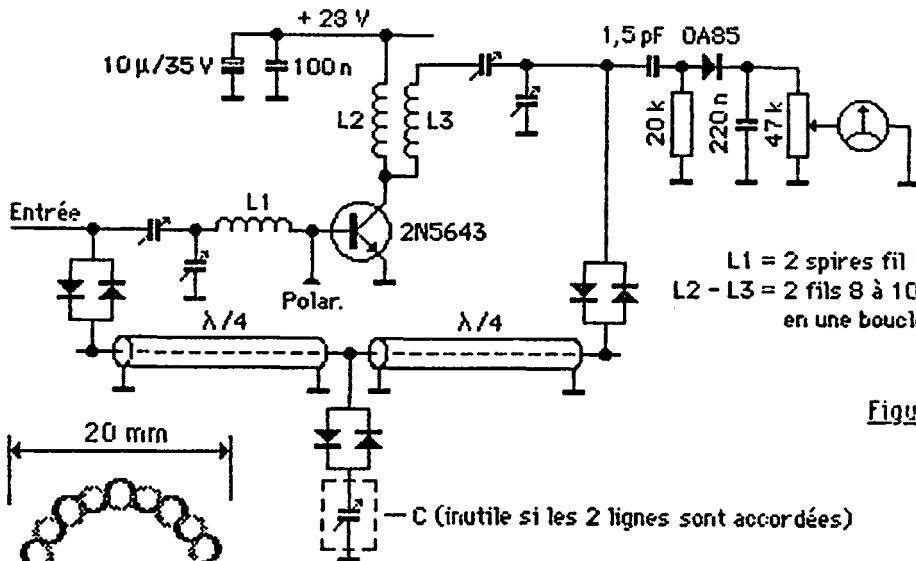 + 28 V
10 µ/35 V
100 n
L2
L3
1,5 pF
OA85
20 k
220 n
47 k
Entrée
L1
2N5643
Polar.
L1 = 2 spires fil
L2 - L3 = 2 fils 8 à 10
en une boucl
λ/4
λ/4
Figu
20 mm
C (inutile si les 2 lignes sont accordées)